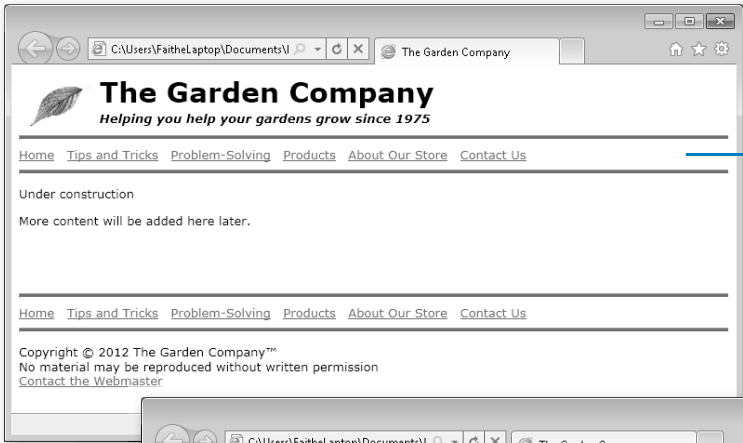 C:\Users\FaitheLaptop\Documents\
The Garden Company
The Garden Company
Helping you help your gardens grow since 1975
Home Tips and Tricks Problem-Solving Products About Our Store Contact Us
Under construction
More content will be added here later.
Home Tips and Tricks Problem-Solving Products About Our Store Contact Us
Copyright © 2012 The Garden Company™
No material may be reproduced without written permission
Contact the Webmaster